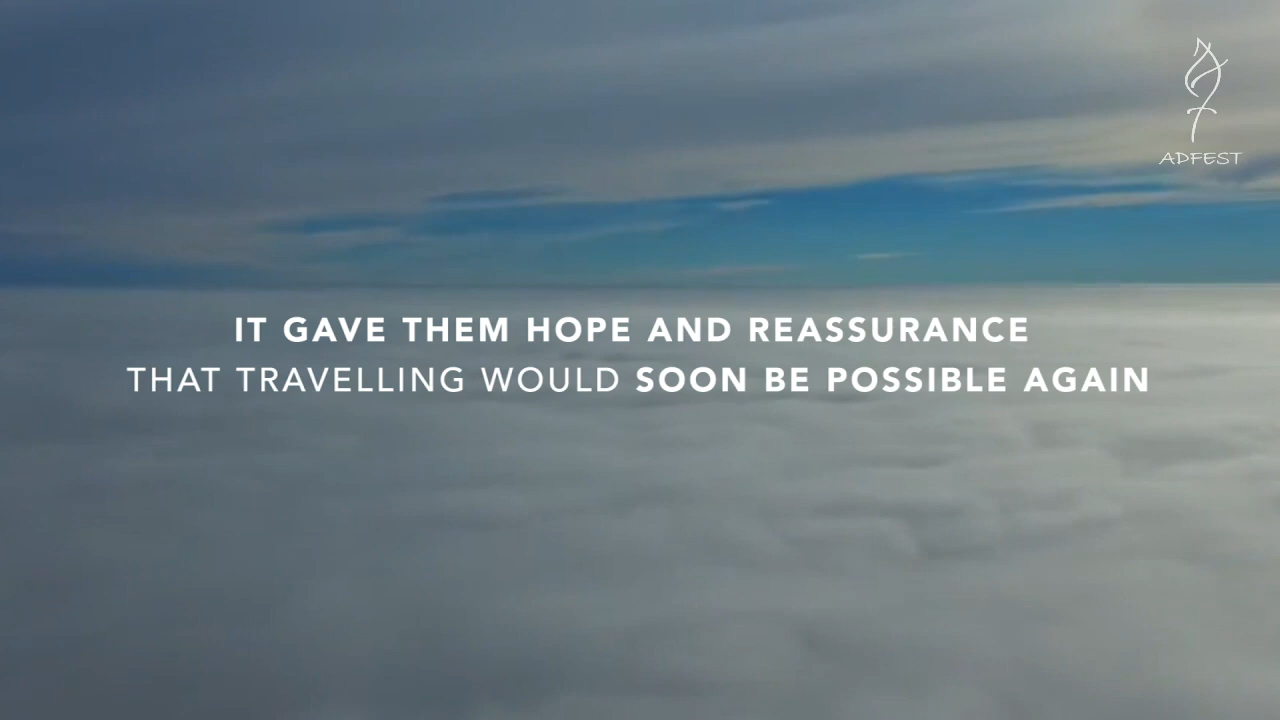 ADFEST
IT GAVE THEM HOPE AND REASSURANCE
THAT TRAVELLING WOULD SOON BE POSSIBLE AGAIN